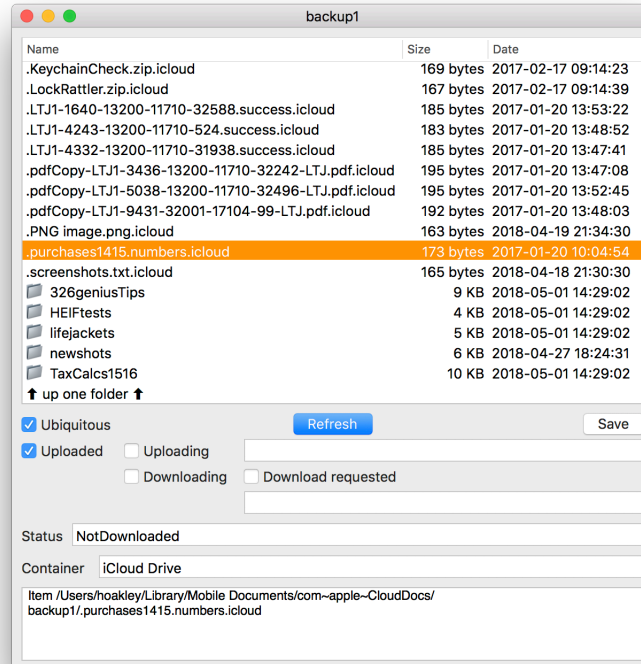 backup1
Name Size Date
.KeychainCheck.zip.icloud 169 bytes 2017-02-17 09:14:23
.LockRattler.zip.icloud 167 bytes 2017-02-17 09:14:39
.LTJ1-1640-13200-11710-32588.success.icloud 185 bytes 2017-01-20 13:53:22
.LTJ1-4243-13200-11710-524.success.icloud 183 bytes 2017-01-20 13:48:52
.LTJ1-4332-13200-11710-31938.success.icloud 185 bytes 2017-01-20 13:47:41
.pdfCopy-LTJ1-3436-13200-11710-32242-LTJ.pdf.icloud 195 bytes 2017-01-20 13:47:08
.pdfCopy-LTJ1-5038-13200-11710-32496-LTJ.pdf.icloud 195 bytes 2017-01-20 13:52:45
.pdfCopy-LTJ1-9431-32001-17104-99-LTJ.pdf.icloud 192 bytes 2017-01-20 13:48:03
.PNG image.png.icloud 163 bytes 2018-04-19 21:34:30
.purchases1415.numbers.icloud 173 bytes 2017-01-20 10:04:54
.screenshots.txt.icloud 165 bytes 2018-04-18 21:30:30
326geniusTips 9 KB 2018-05-01 14:29:02
HEIFtests 4 KB 2018-05-01 14:29:02
lifejackets 5 KB 2018-05-01 14:29:02
newshots 6 KB 2018-04-27 18:24:31
TaxCalcs1516 10 KB 2018-05-01 14:29:02
⬆ up one folder ⬆
Ubiquitous Refresh Save
Uploaded Uploading
Downloading Download requested
Status NotDownloaded
Container iCloud Drive
Item /Users/hoakley/Library/Mobile Documents/com~apple~CloudDocs/
backup1/.purchases1415.numbers.icloud